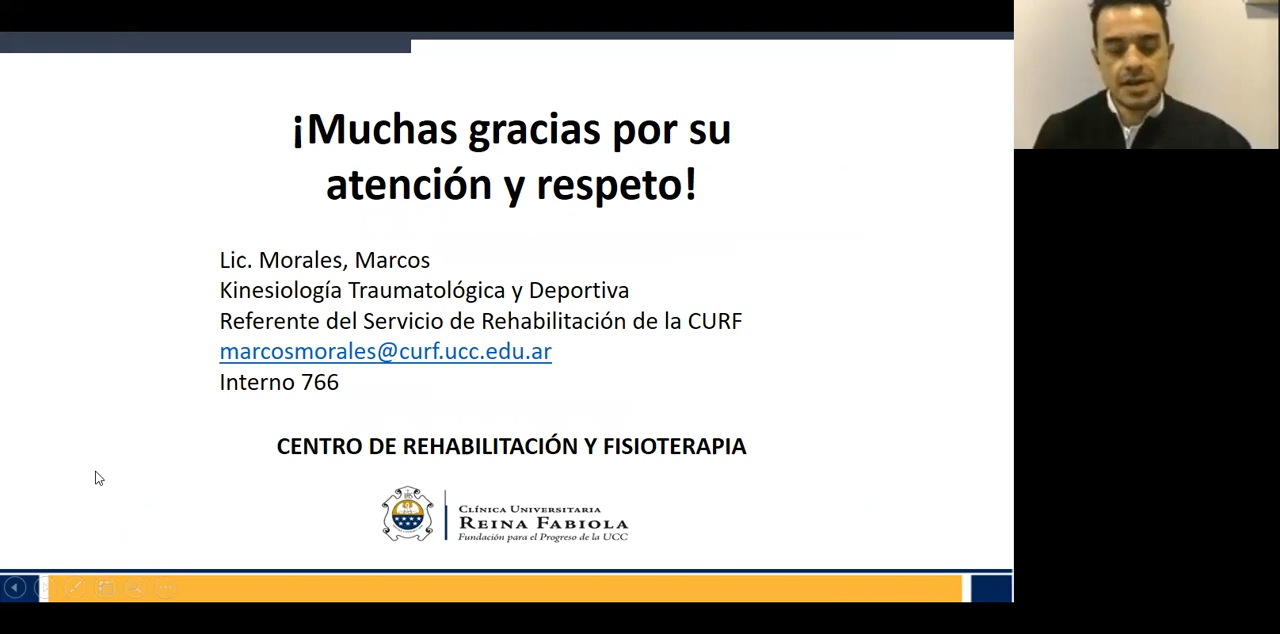 ¡Muchas gracias por su
atención y respeto!
Lic. Morales, Marcos
Kinesiología Traumatológica y Deportiva
Referente del Servicio de Rehabilitación de la CURF
marcosmorales@curf.ucc.edu.ar
Interno 766
CENTRO DE REHABILITACIÓN Y FISIOTERAPIA
CLÍNICA UNIVERSITARIA
REINA FABIOLA
Fundación para el Progreso de la UCC